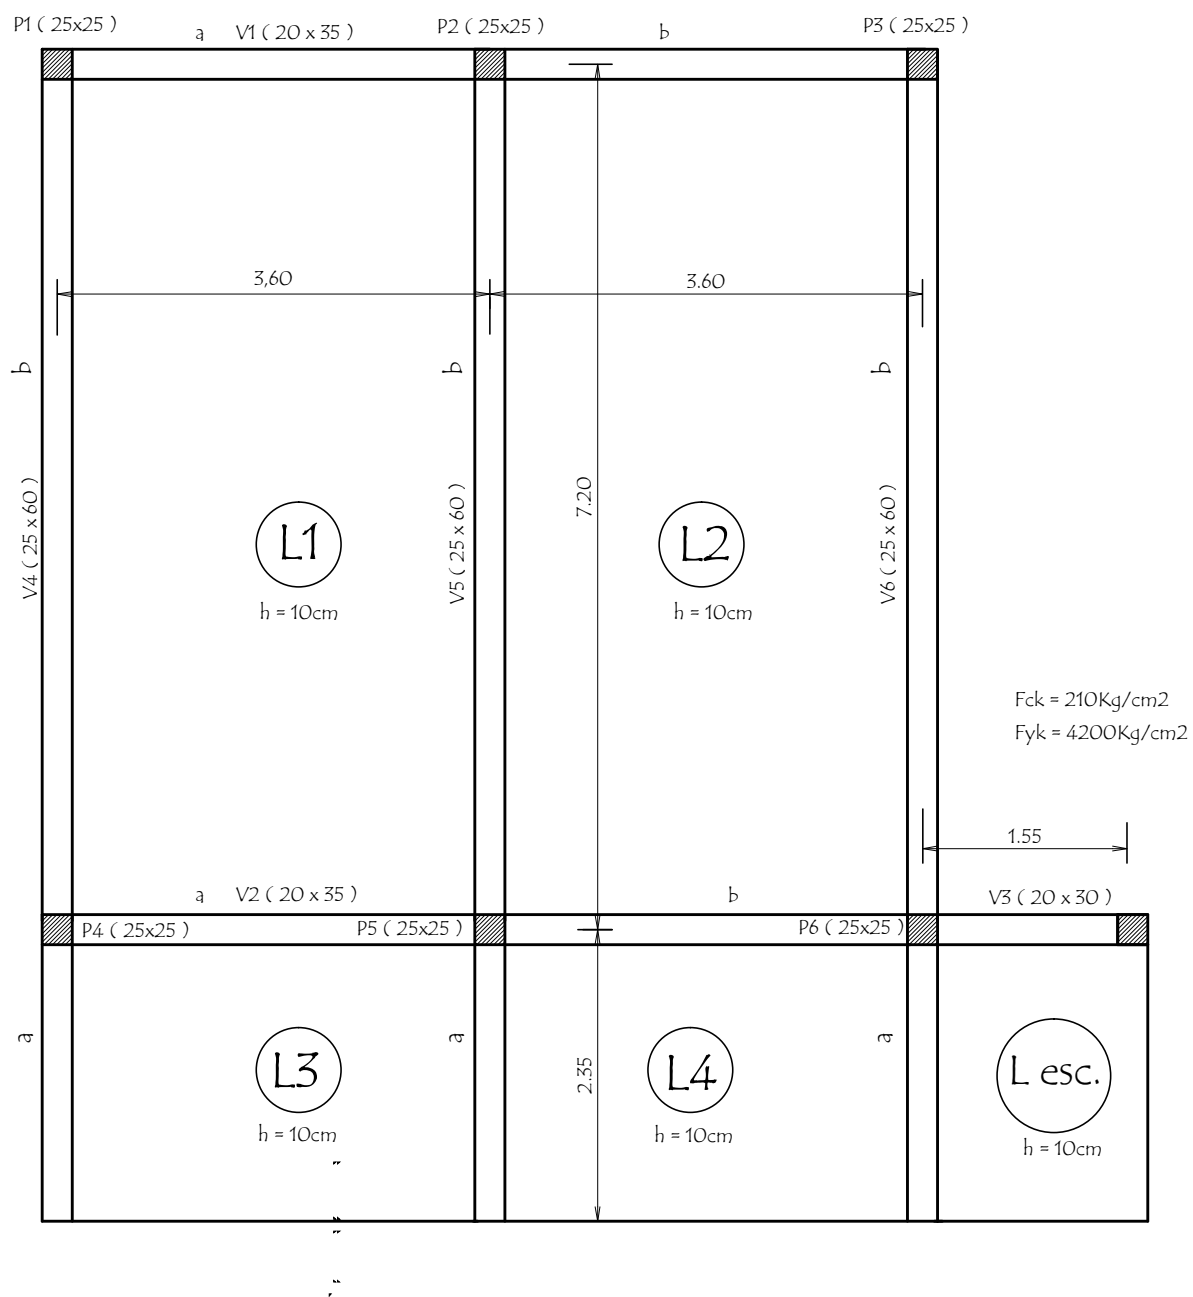 P1 ( 25x25 )
a V1 ( 20 x 35 )
P2 ( 25x25 )
b
P3 ( 25x25 )
3,60
3.60
b
b
b
V4 ( 25 x 60 )
V5 ( 25 x 60 )
7.20
V6 ( 25 x 60 )
L1
h = 10cm
L2
h = 10cm
Fck = 210Kg/cm2
Fyk = 4200Kg/cm2
1.55
a V2 ( 20 x 35 )
b
V3 ( 20 x 30 )
P4 ( 25x25 )
P5 ( 25x25 )
P6 ( 25x25 )
a
a
a
L3
h = 10cm
2.35
L4
h = 10cm
L esc.
h = 10cm